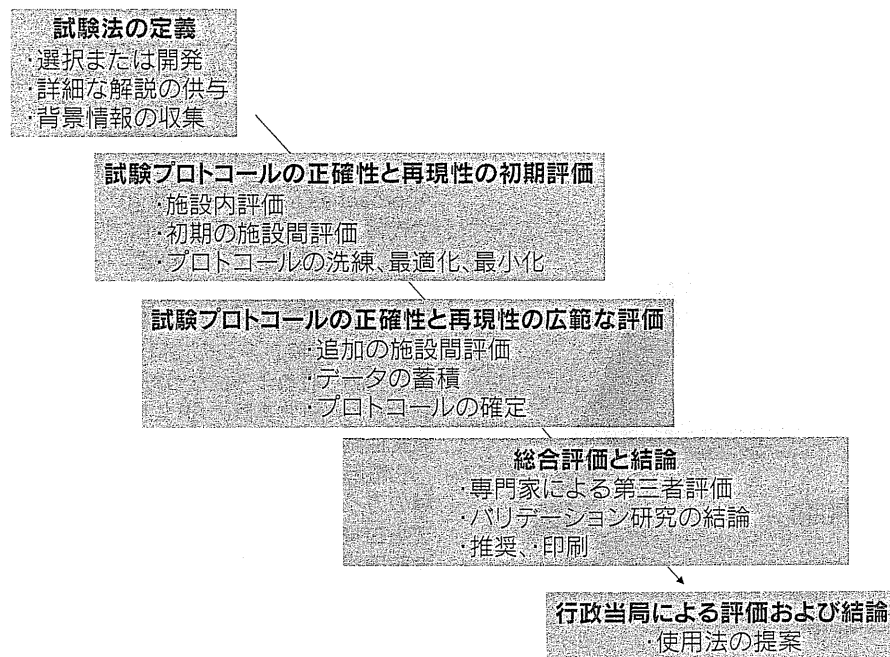 試験法の定義
・選択または開発
・詳細な解説の供与
・背景情報の収集
試験プロトコールの正確性と再現性の初期評価
・施設内評価
・初期の施設間評価
・プロトコールの洗練、最適化、最小化
試験プロトコールの正確性と再現性の広範な評価
・追加の施設間評価
・データの蓄積
・プロトコールの確定
総合評価と結論
・専門家による第三者評価
・バリデーション研究の結論
・推奨、・印刷
行政当局による評価および結論
・使用法の提案